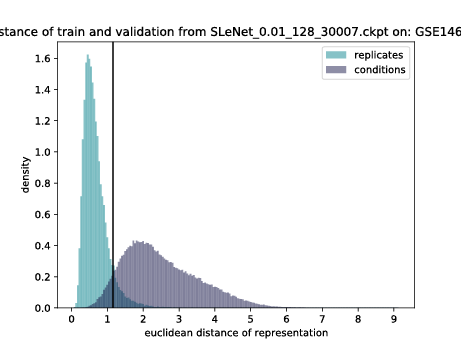 stance of train and validation from SLeNet_0.01_128_30007.ckpt on: GSE146
replicates
conditions
density
1.6
1.4
1.2
1.0
0.8
0.6
0.4
0.2
0.0
0 1 2 3 4 5 6 7 8 9
euclidean distance of representation